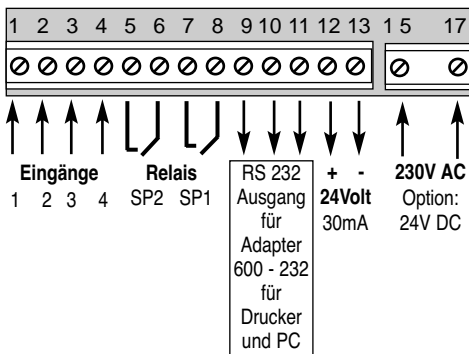 1 2 3 4 5 6 7 8 9 10 11 12 13 15 17
Eingänge
1 2 3 4
Relais
SP2 SP1
RS 232
Ausgang
für
Adapter
600 - 232
für
Drucker
und PC
+ -
24Volt
30mA
230V AC
Option:
24V DC